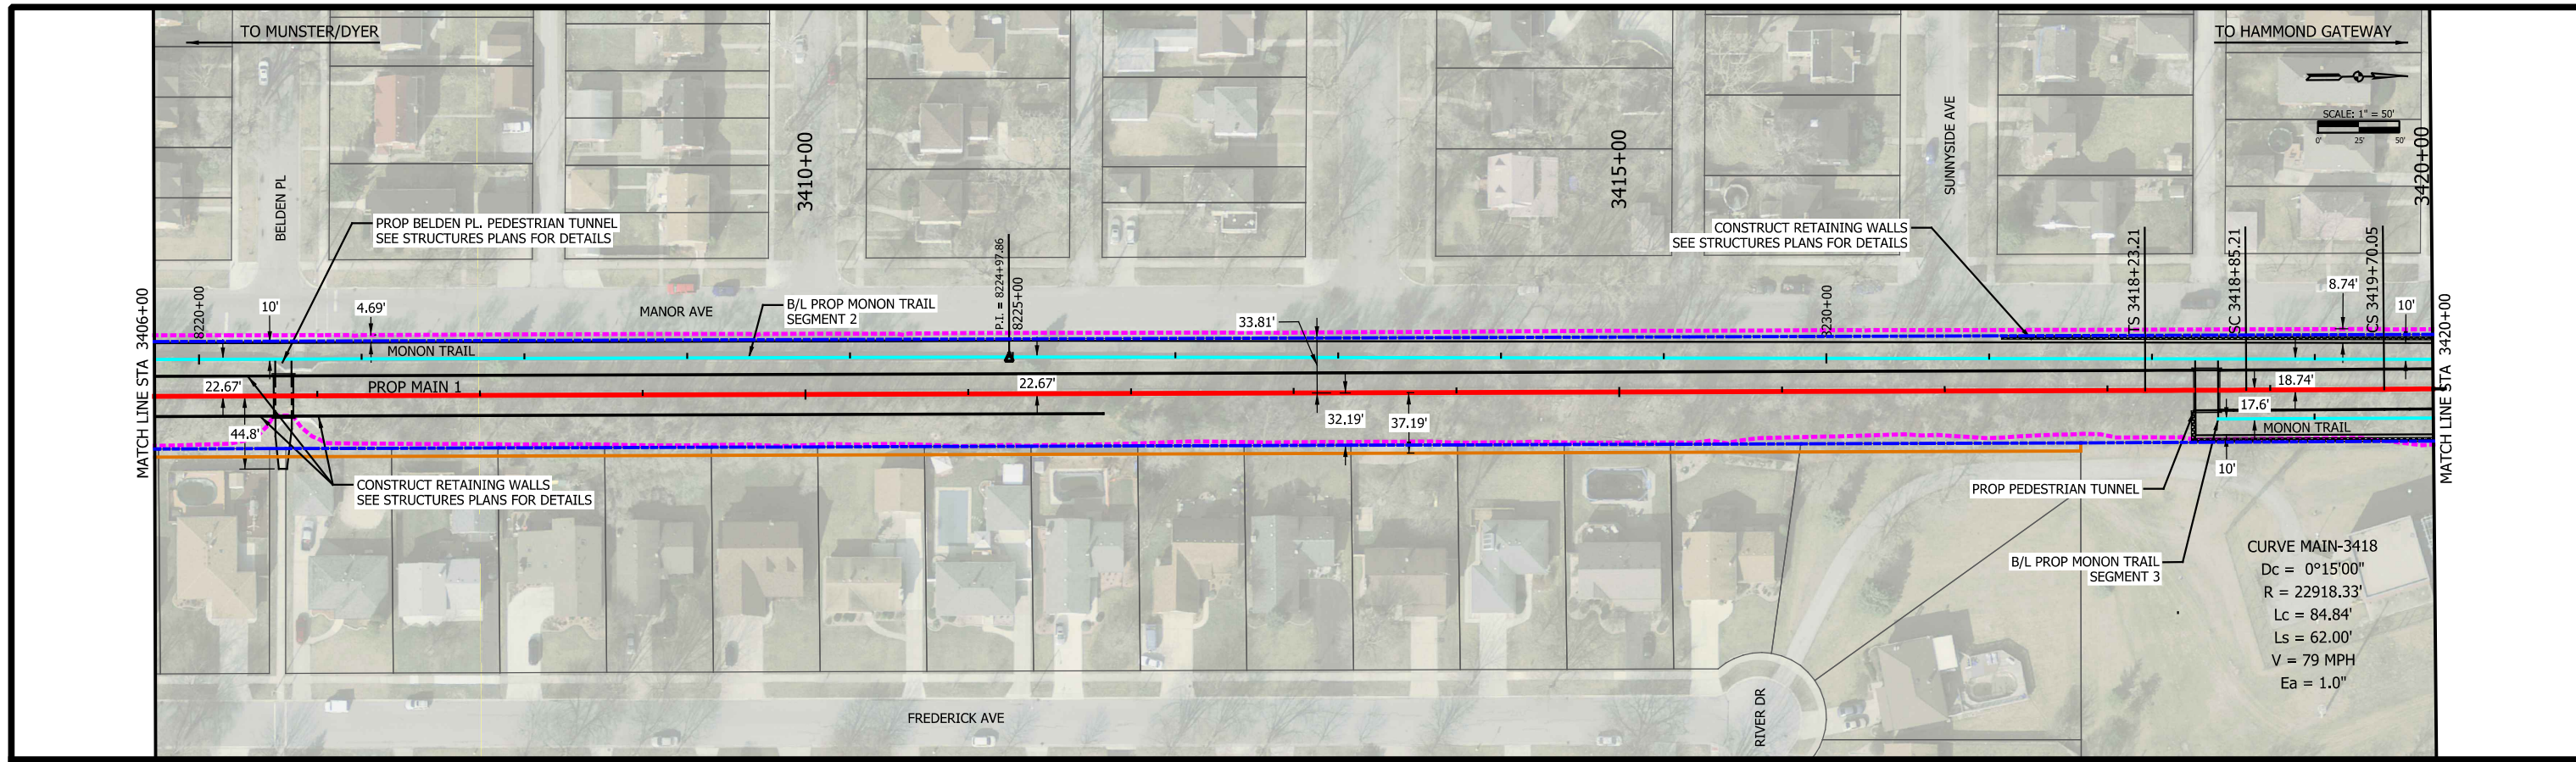 TO MUNSTER/DYER
TO HAMMOND GATEWAY
SCALE: 1" = 50'
0'
25'
50'
BELDEN PL
3410+00
3415+00
SUNNYSIDE AVE
3420+00
PROP BELDEN PL. PEDESTRIAN TUNNEL
SEE STRUCTURES PLANS FOR DETAILS
CONSTRUCT RETAINING WALLS
SEE STRUCTURES PLANS FOR DETAILS
MATCH LINE STA  3406+00
8220+00
10'
4.69'
MANOR AVE
B/L PROP MONON TRAIL
SEGMENT 2
P.I. = 8224+97.86
8225+00
33.81'
8230+00
TS 3418+23.21
SC 3418+85.21
8.74'
CS 3419+70.05
10'
MATCH LINE STA  3420+00
MONON TRAIL
22.67'
PROP MAIN 1
22.67'
18.74'
17.6'
32.19'
37.19'
44.8'
MONON TRAIL
10'
CONSTRUCT RETAINING WALLS
SEE STRUCTURES PLANS FOR DETAILS
PROP PEDESTRIAN TUNNEL
B/L PROP MONON TRAIL
SEGMENT 3
CURVE MAIN-3418
Dc =  0°15'00"
R = 22918.33'
Lc = 84.84'
Ls = 62.00'
V = 79 MPH
Ea = 1.0"
FREDERICK AVE
RIVER DR